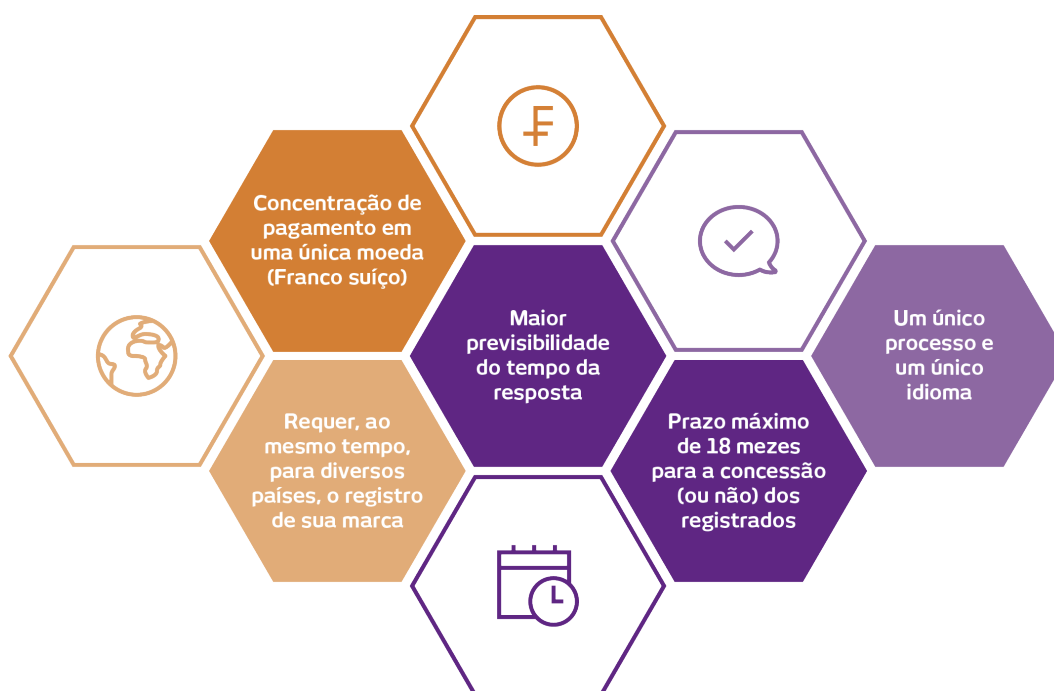 Concentração de
pagamento em
uma única moeda
(Franco suíço)
Maior
previsibilidade
do tempo da
resposta
Um único
processo e
um único
idioma
Requer, ao
mesmo tempo,
para diversos
países, o registro
de sua marca
Prazo máximo
de 18 mezes
para a concessão
(ou não) dos
registrados